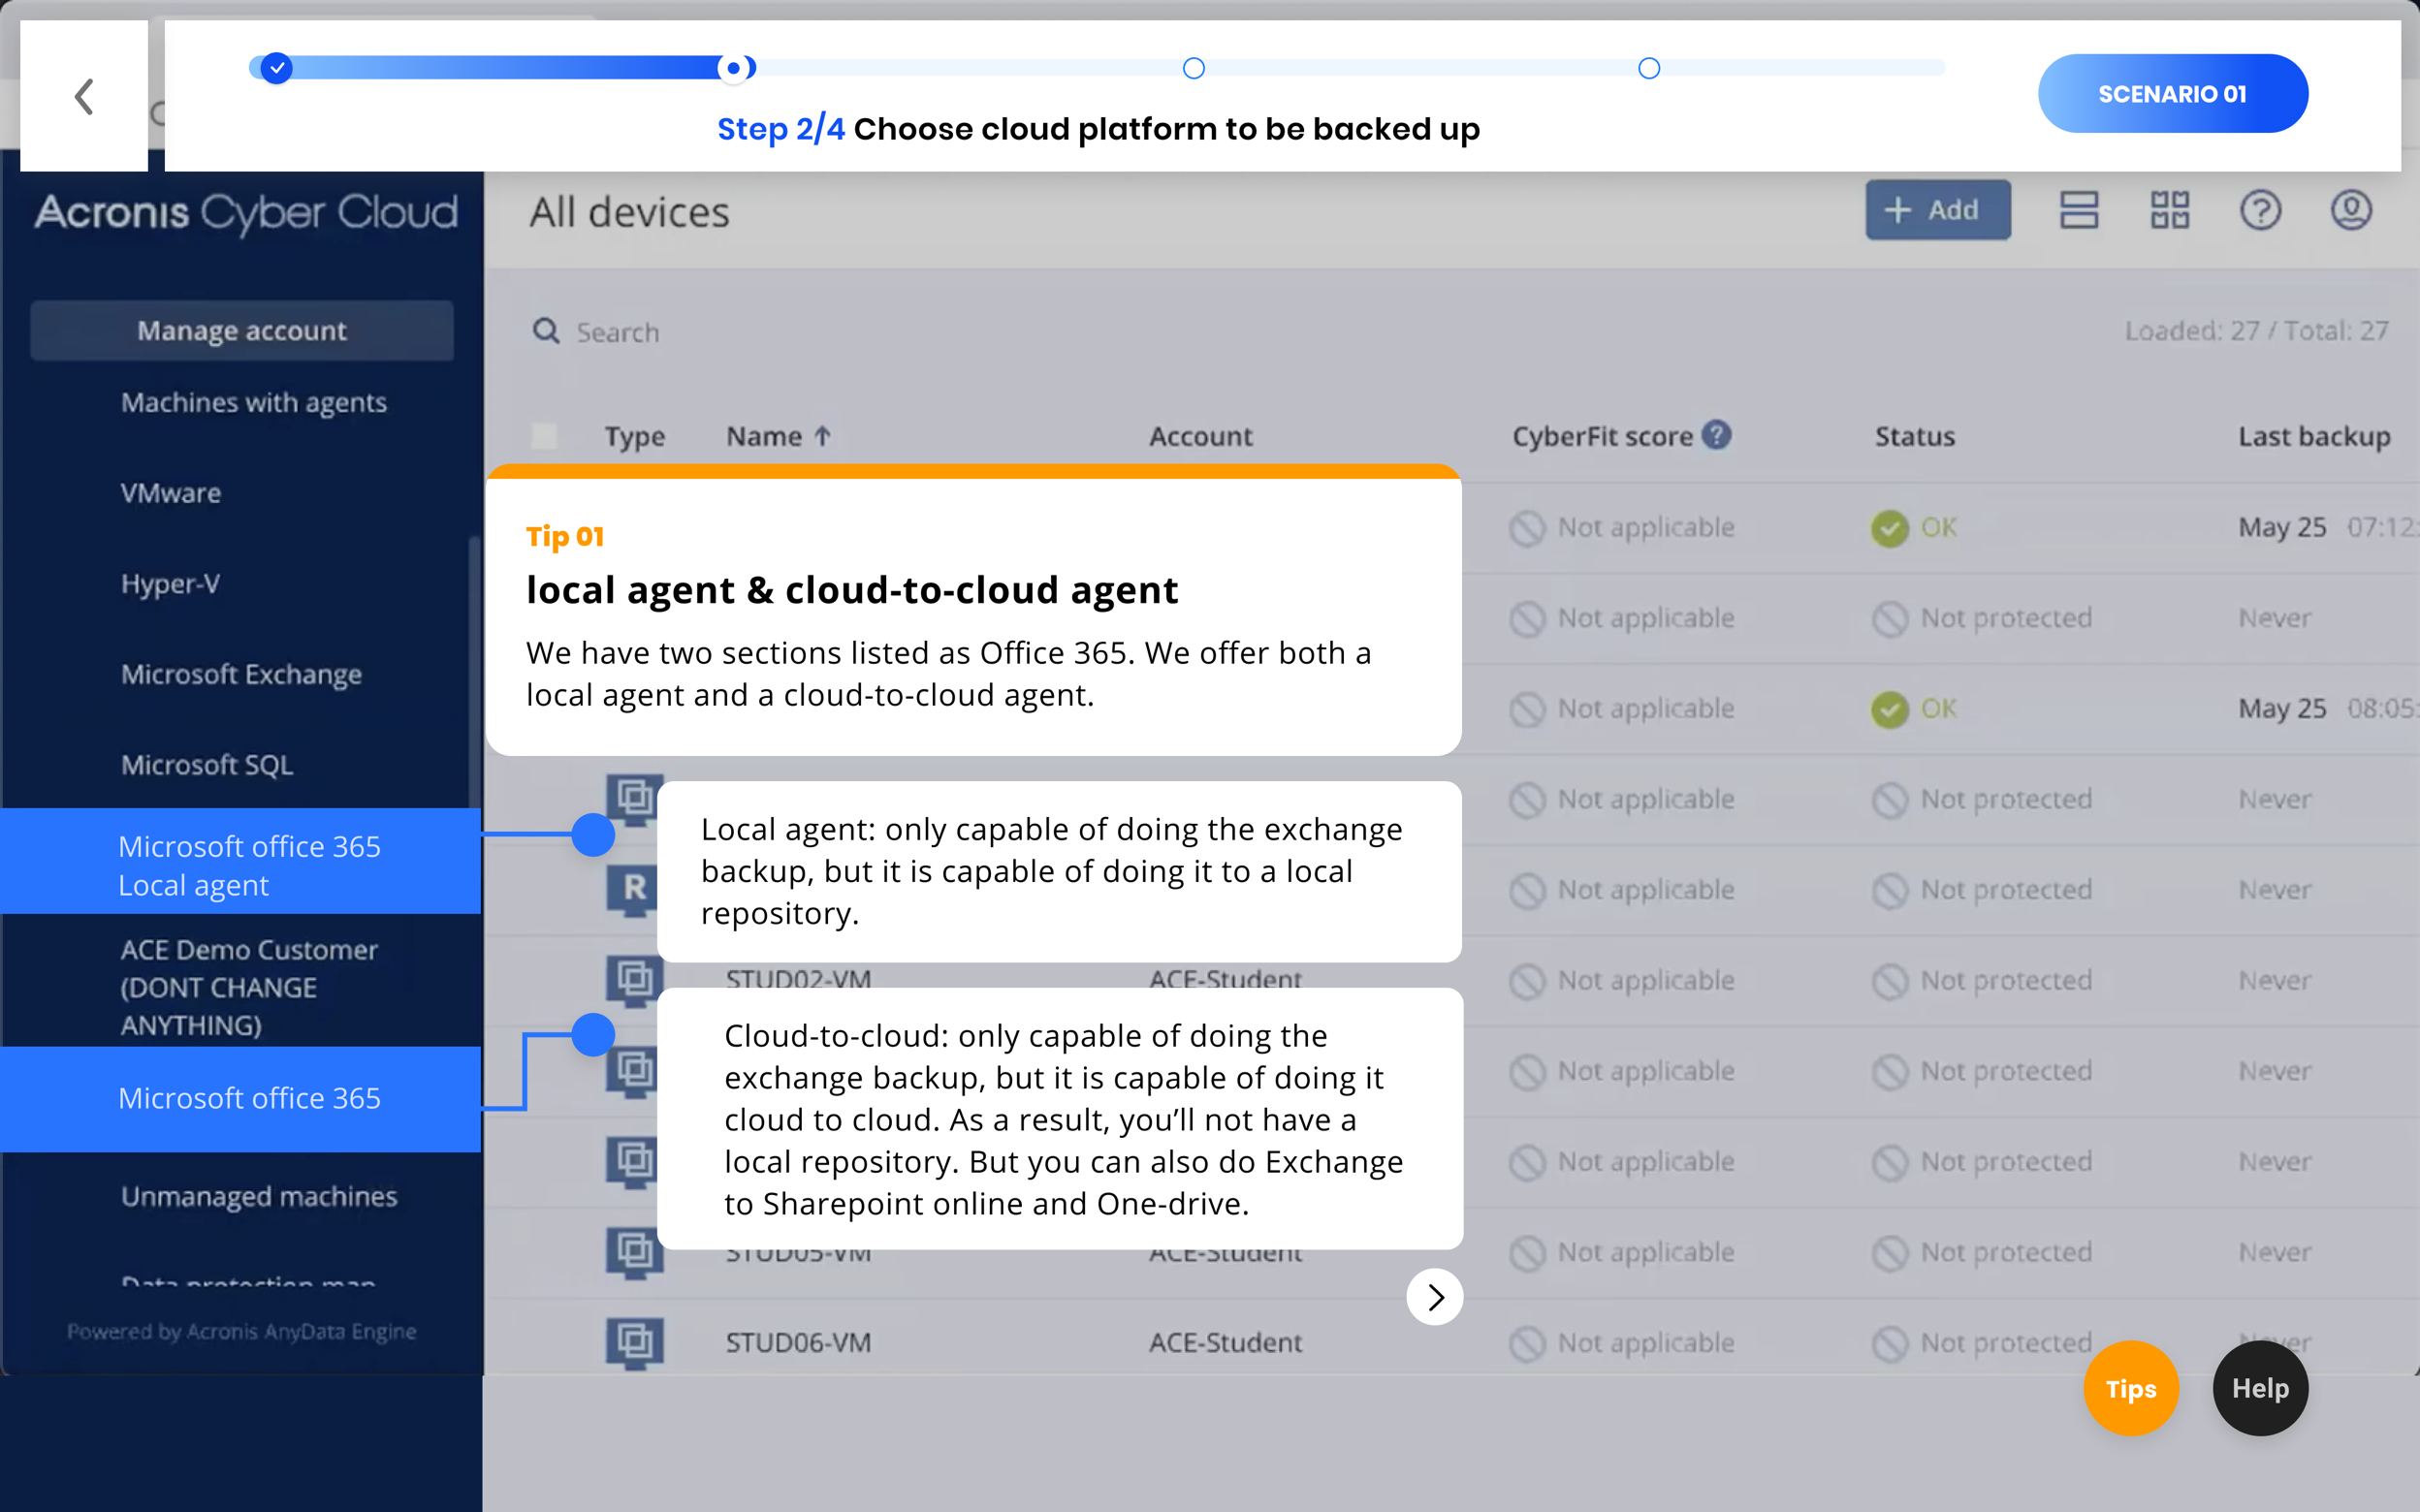 Step 2/4 Choose cloud platform to be backed up
SCENARIO 01
Acronis Cyber Cloud
All devices
+ Add
Manage account
Search
Loaded: 27 / Total: 27
Machines with agents
VMware
Hyper-V
Microsoft Exchange
Microsoft SQL
Microsoft office 365
Local agent
ACE Demo Customer
(DONT CHANGE
ANYTHING)
Microsoft office 365
Unmanaged machines
Data protection map
Powered by Acronis AnyData Engine
Type Name Account CyberFit score Status Last backup
Not applicable OK May 25 07:12
Not applicable Not protected Never
Not applicable OK May 25 08:05
Not applicable Not protected Never
R Not applicable Not protected Never
STUD02-VM ACE-Student Not applicable Not protected Never
Not applicable Not protected Never
Not applicable Not protected Never
STUD05-VM ACE-Student Not applicable Not protected Never
STUD06-VM ACE-Student Not applicable Not protected Never
Tip 01
local agent & cloud-to-cloud agent
We have two sections listed as Office 365. We offer both a
local agent and a cloud-to-cloud agent.
Local agent: only capable of doing the exchange
backup, but it is capable of doing it to a local
repository.
Cloud-to-cloud: only capable of doing the
exchange backup, but it is capable of doing it
cloud to cloud. As a result, you’ll not have a
local repository. But you can also do Exchange
to Sharepoint online and One-drive.
Tips
Help